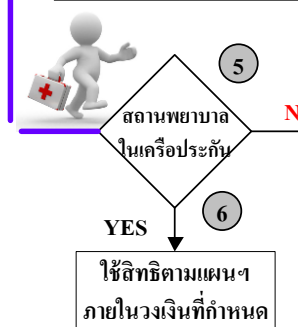 5
สถานพยาบาล
ในเครือประกัน
N
6
YES
ใช้สิทธิตามแผนฯ
ภายในวงเงินที่กำหนด